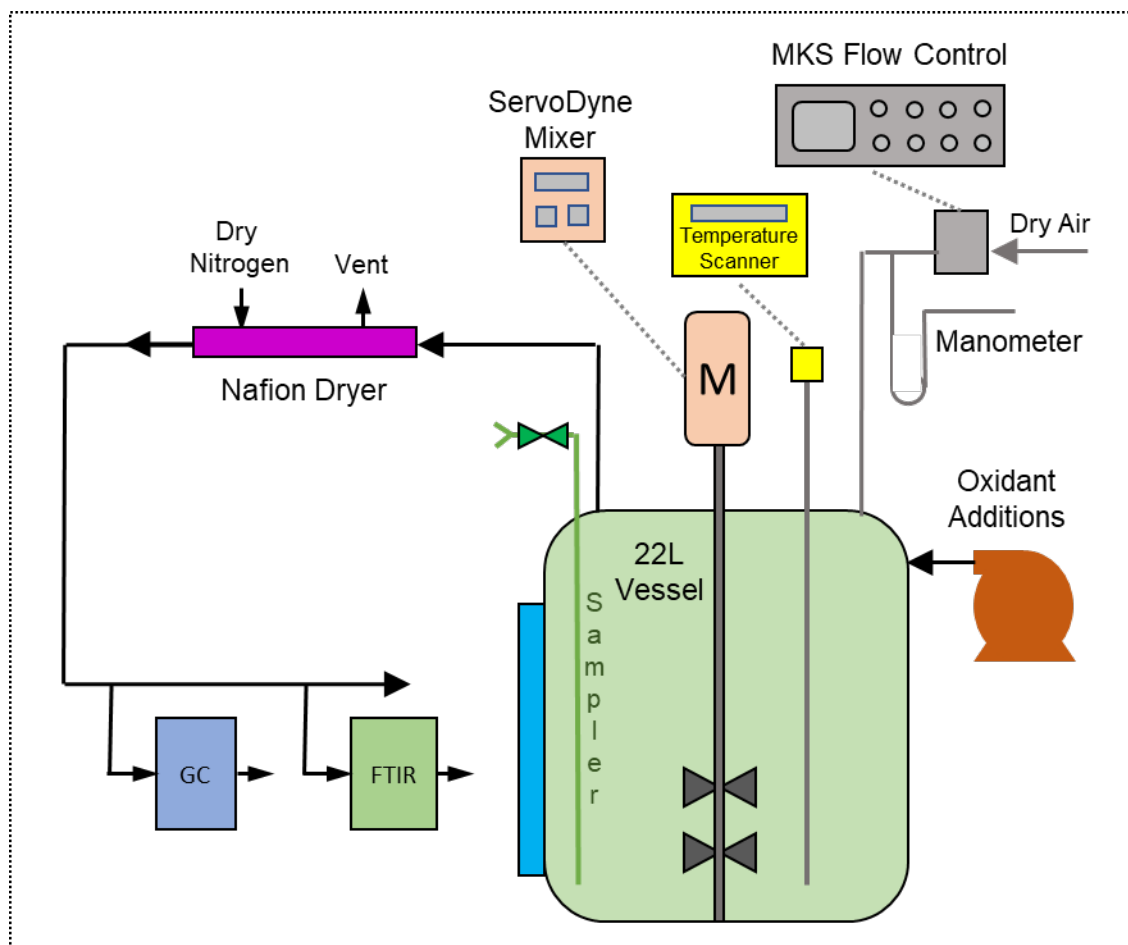 MKS Flow Control
ServoDyne
Mixer
Temperature
Scanner
Dry Air
Dry
Nitrogen
Vent
Manometer
Nafion Dryer
M
Oxidant
Additions
22L
Vessel
Sampler
GC
FTIR